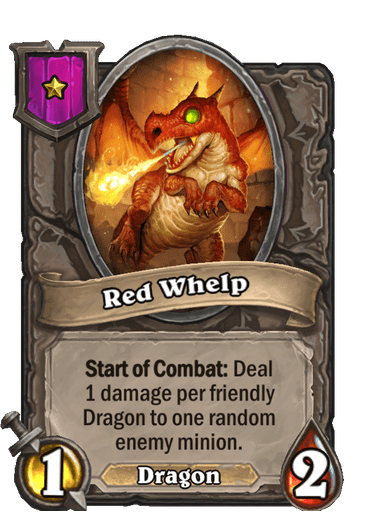 Red Whelp
Start of Combat: Deal
1 damage per friendly
Dragon to one random
enemy minion.
1
Dragon
2